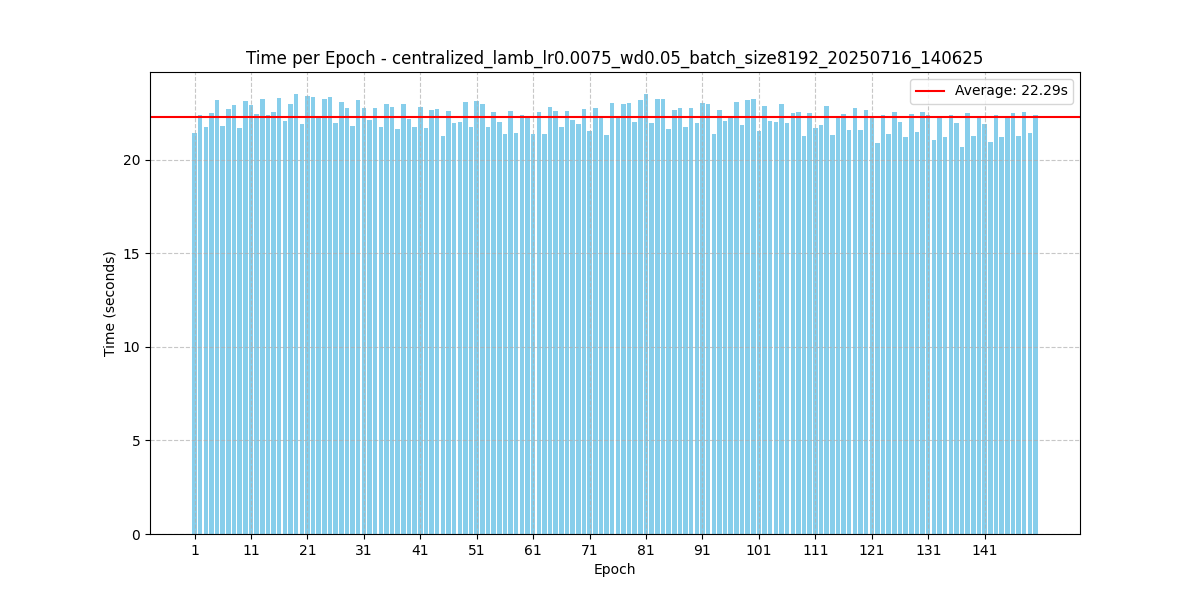 Time per Epoch - centralized_lamb_lr0.0075_wd0.05_batch_size8192_20250716_140625
Average: 22.29s
20
15
10
5
0
Time (seconds)
1 11 21 31 41 51 61 71 81 91 101 111 121 131 141
Epoch